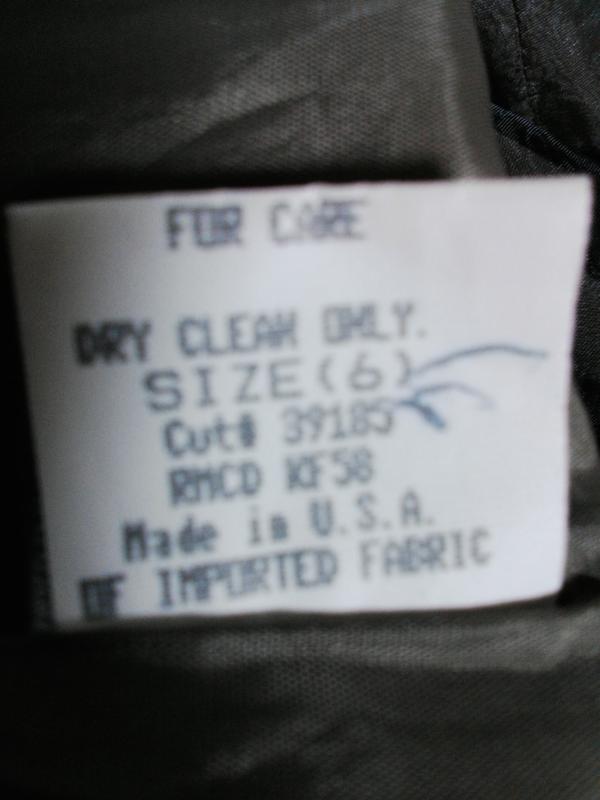 FOR CARE
DRY CLEAN ONLY.
SIZE(6)
Cut# 39185
RMCD KF58
Made in U.S.A.
OF IMPORTED FABRIC